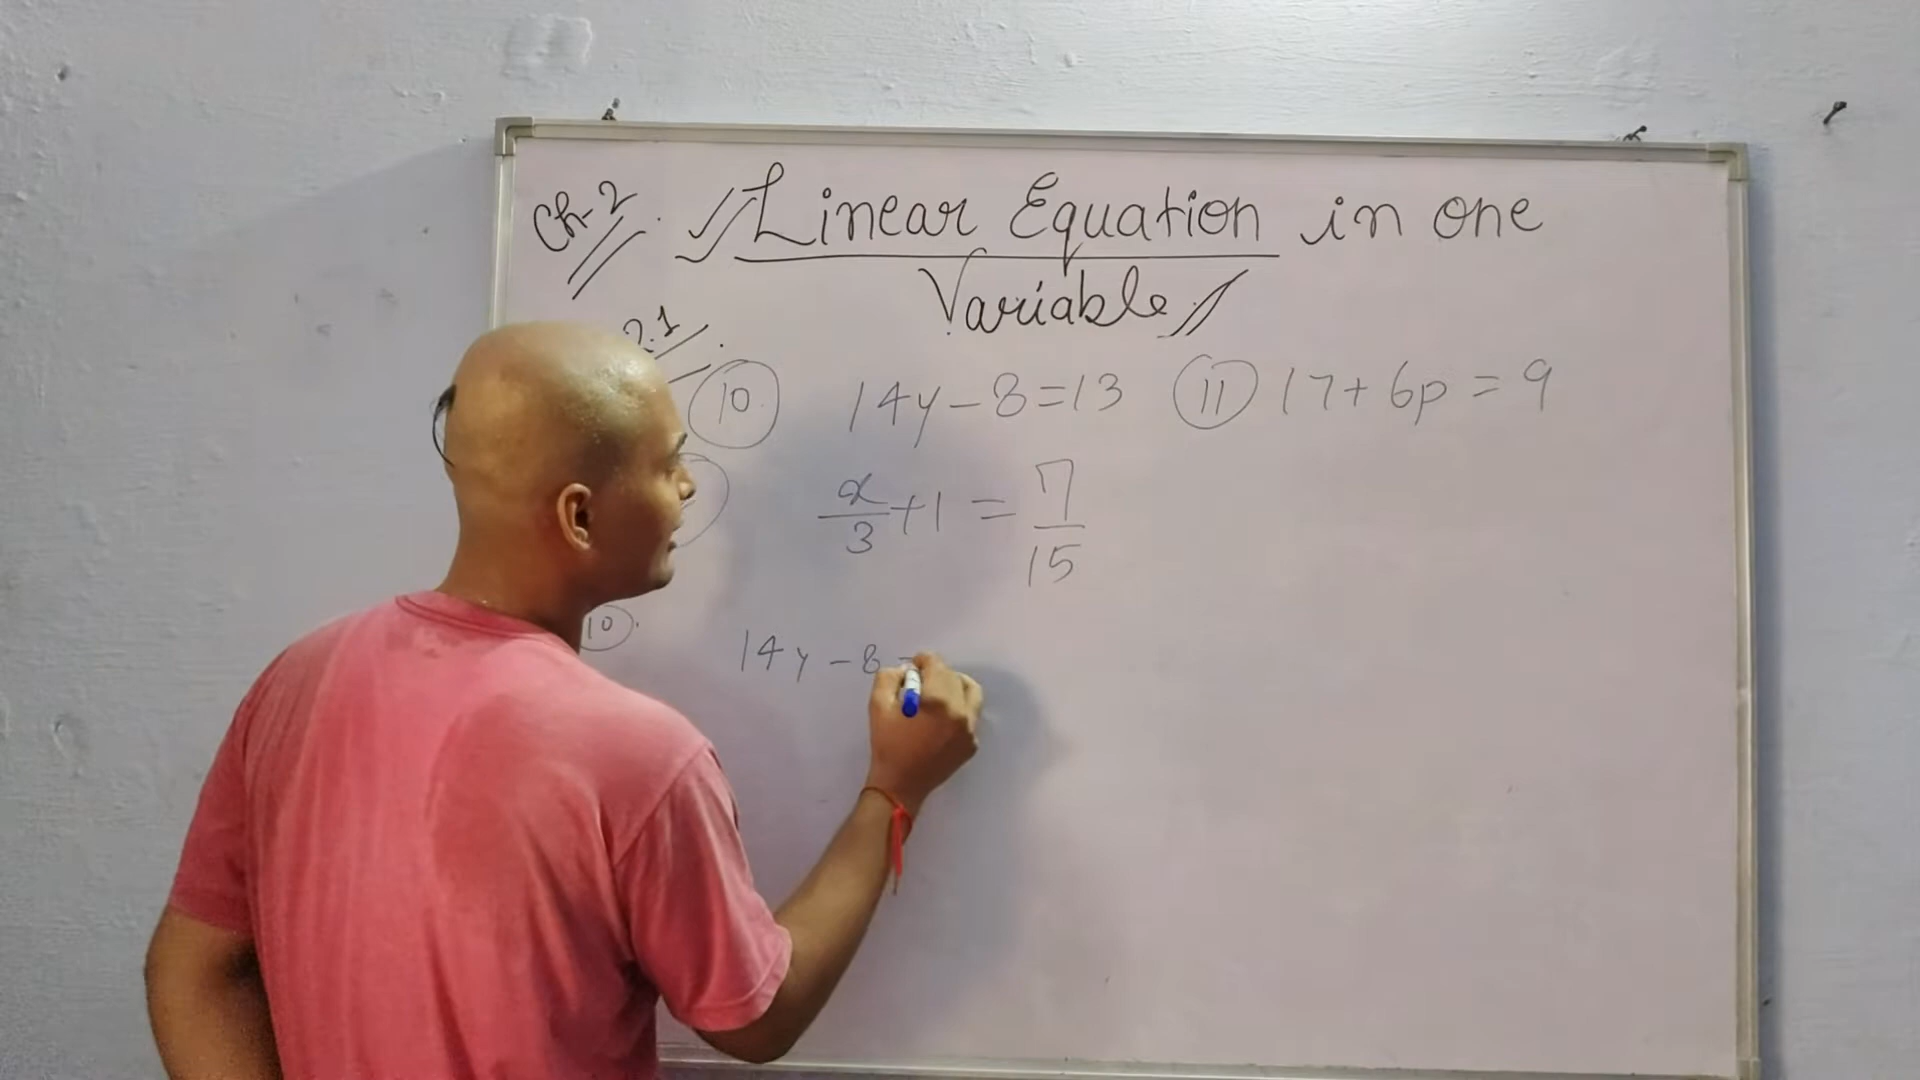 Ch-2 Linear Equation in one
Variable
2.1
10. 14y-8=13 11 17+6p=9
x/3+1=7/15
10. 14y-8=